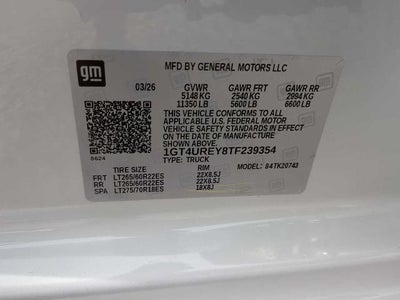 gm
MFD BY GENERAL MOTORS LLC
03/26 GVWR GAWR FRT GAWR RR
5148 KG 2540 KG 2994 KG
11350 LB 5600 LB 6600 LB
THIS VEHICLE CONFORMS TO ALL
APPLICABLE U.S. FEDERAL MOTOR
VEHICLE SAFETY STANDARDS IN
EFFECT ON THE DATE OF MANUFACTURE
SHOWN ABOVE.
1GT4UREY8TF239354
8624
TYPE: TRUCK MODEL: 84TK20743
TIRE SIZE RIM
FRT LT265/60R22ES 22X8.5J
RR LT265/60R22ES 22X8.5J
SPA LT275/70R18ES 18X8J